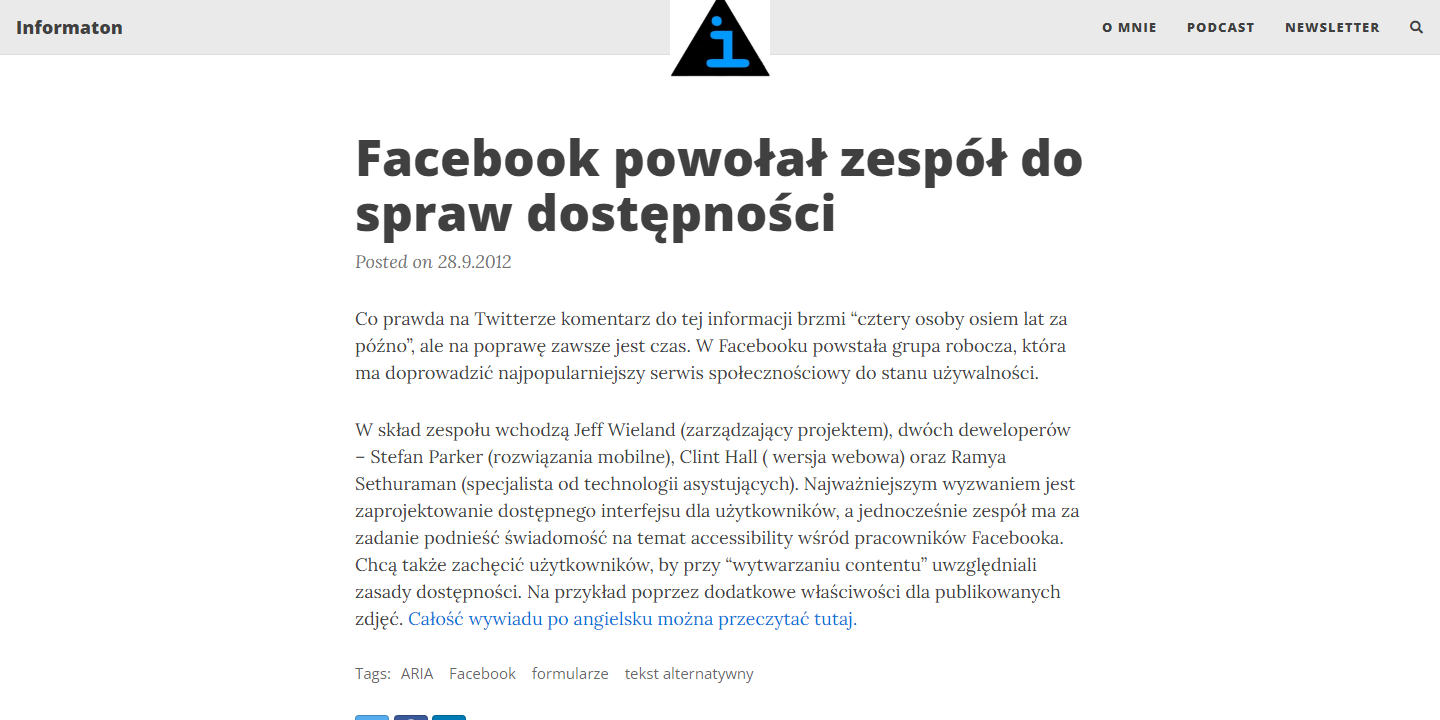 Informaton
i
O MNIE
PODCAST
NEWSLETTER
Facebook powołał zespół do
spraw dostępności
Posted on 28.9.2012
Co prawda na Twitterze komentarz do tej informacji brzmi “cztery osoby osiem lat za
późno”, ale na poprawę zawsze jest czas. W Facebooku powstała grupa robocza, która
ma doprowadzić najpopularniejszy serwis społecznościowy do stanu używalności.
W skład zespołu wchodzą Jeff Wieland (zarządzający projektem), dwóch deweloperów
– Stefan Parker (rozwiązania mobilne), Clint Hall ( wersja webowa) oraz Ramya
Sethuraman (specjalista od technologii asystujących). Najważniejszym wyzwaniem jest
zaprojektowanie dostępnego interfejsu dla użytkowników, a jednocześnie zespół ma za
zadanie podnieść świadomość na temat accessibility wśród pracowników Facebooka.
Chcą także zachęcić użytkowników, by przy “wytwarzaniu contentu” uwzględniali
zasady dostępności. Na przykład poprzez dodatkowe właściwości dla publikowanych
zdjęć. Całość wywiadu po angielsku można przeczytać tutaj.
Tags: ARIA Facebook formularze tekst alternatywny